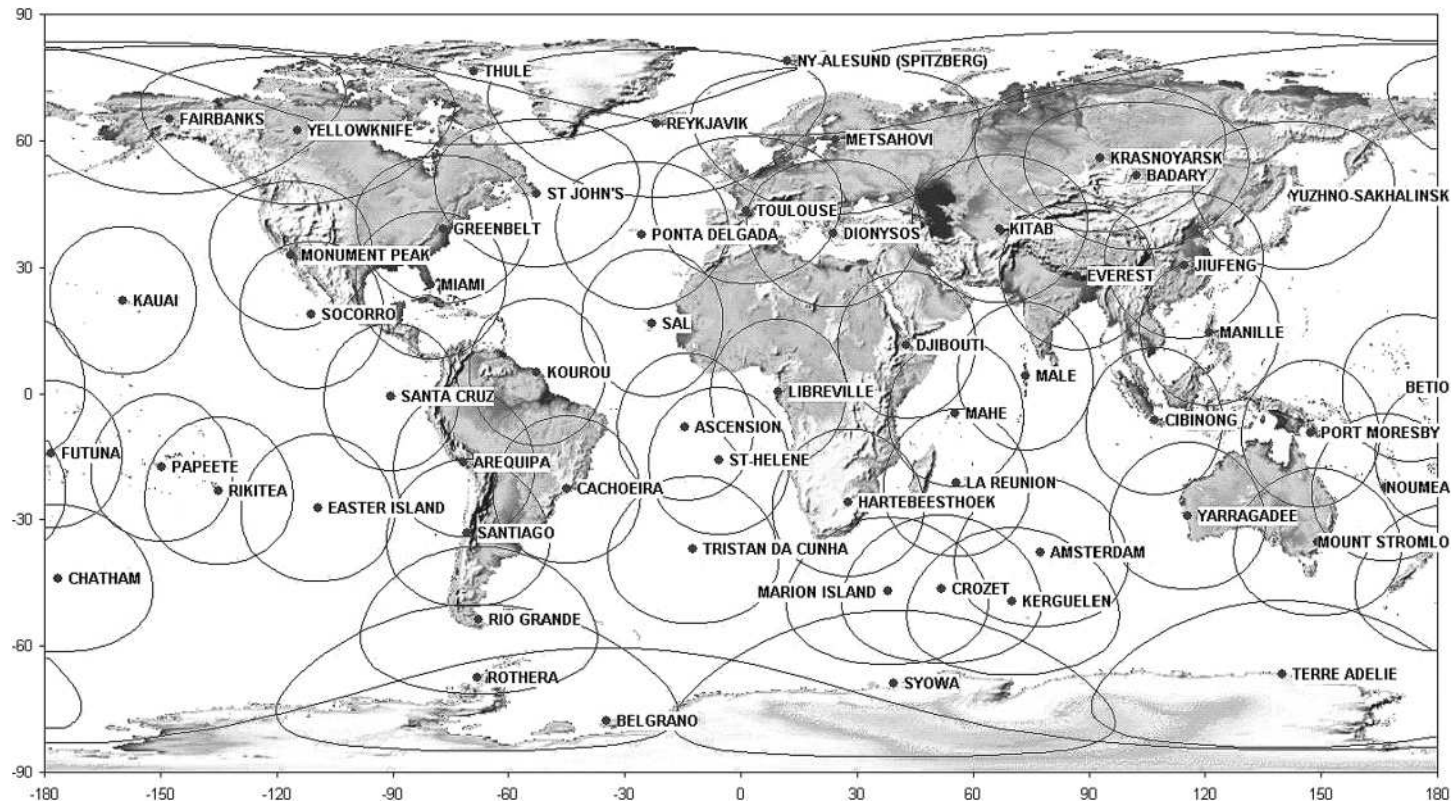 90
NY-ALESUND (SPITZBERG)
THULE
FAIRBANKS
YELLOWKNIFE
REYKJAVIK
60
METSAHOVI
KRASNOYARSK
BADARY
ST JOHN'S
YUZHNO-SAKHALINSK
TOULOUSE
GREENBELT
PONTA DELGADA
DIONYSOS
KITAB
MONUMENT PEAK
30
JIUFENG
EVEREST
MIAMI
KAUAI
SOCORRO
SAL
MANILLE
DJIBOUTI
KOUROU
MALE
0
SANTA CRUZ
LIBREVILLE
BETIO
MAHE
CIBINONG
ASCENSION
PORT MORESBY
FUTUNA
PAPEETE
AREQUIPA
ST-HELENE
RIKITEA
CACHOEIRA
LA REUNION
NOUMEA
EASTER ISLAND
HARTEBEESTHOEK
YARRAGADEE
-30
SANTIAGO
TRISTAN DA CUNHA
AMSTERDAM
MOUNT STROMLO
CHATHAM
MARION ISLAND
CROZET
KERGUELEN
RIO GRANDE
-60
ROTHERA
SYOWA
TERRE ADELIE
BELGRANO
-90
-180 -150 -120 -90 -60 -30 0 30 60 90 120 150 180